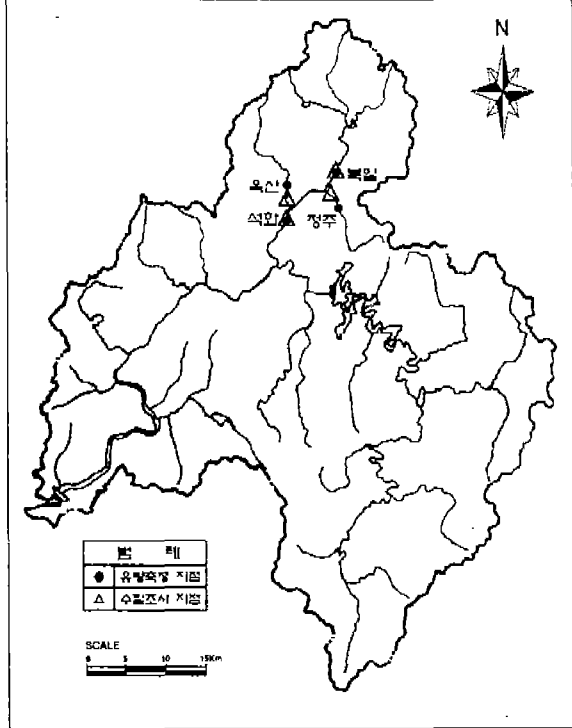 N
북일
옥산
석화 청주
범 례
● 유량측정 지점
△ 수질조사 지점
SCALE
0 5 10 15Km